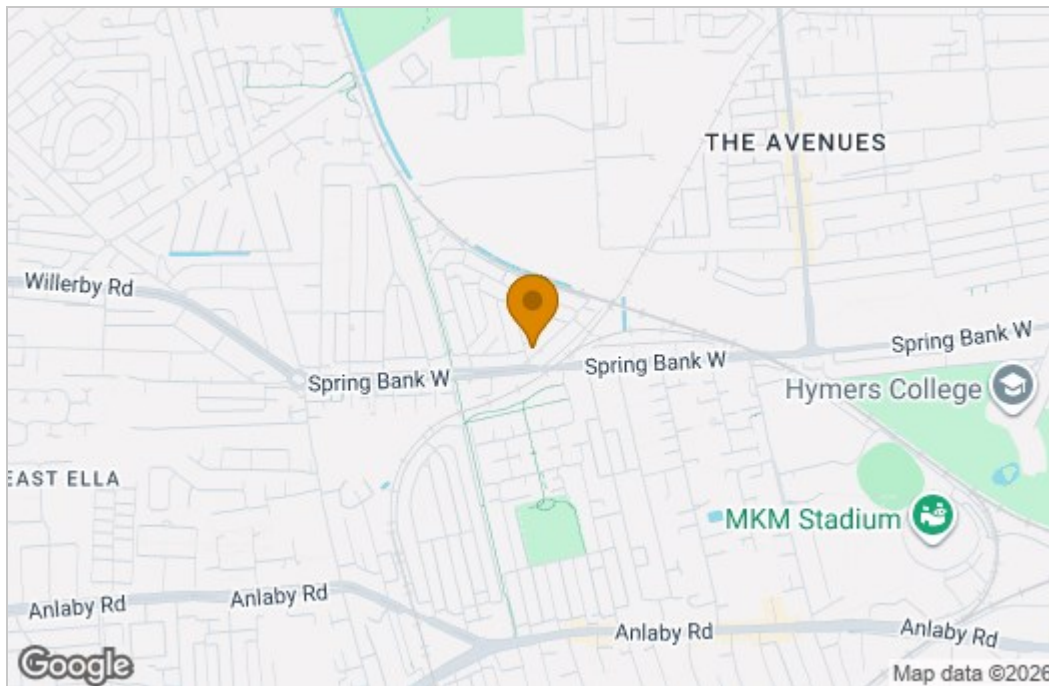 THE AVENUES
Willerby Rd
Spring Bank W
Spring Bank W
Spring Bank W
Hymers College
EAST ELLA
MKM Stadium
Anlaby Rd
Anlaby Rd
Anlaby Rd
Anlaby Rd
Google
Map data ©2026